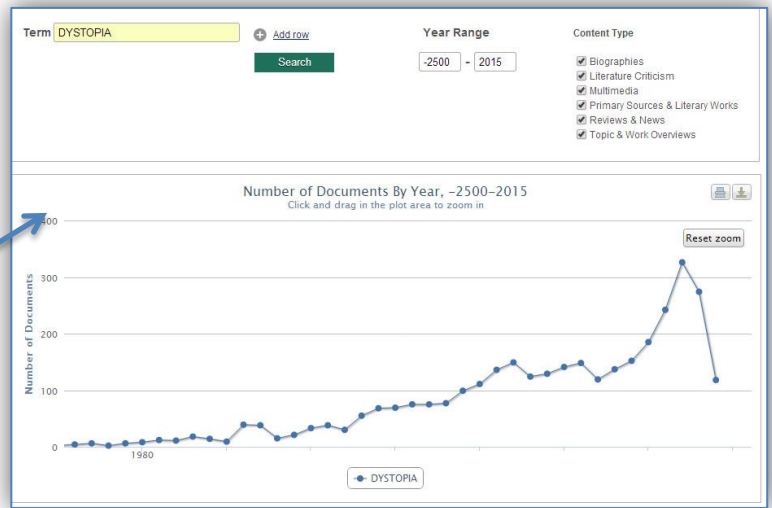 Term DYSTOPIA Add row Year Range Content Type
Search -2500 - 2015
Biographies
Literature Criticism
Multimedia
Primary Sources & Literary Works
Reviews & News
Topic & Work Overviews
Number of Documents By Year, -2500-2015
Click and drag in the plot area to zoom in
Reset zoom
Number of Documents
400
300
200
100
0
1980
DYSTOPIA